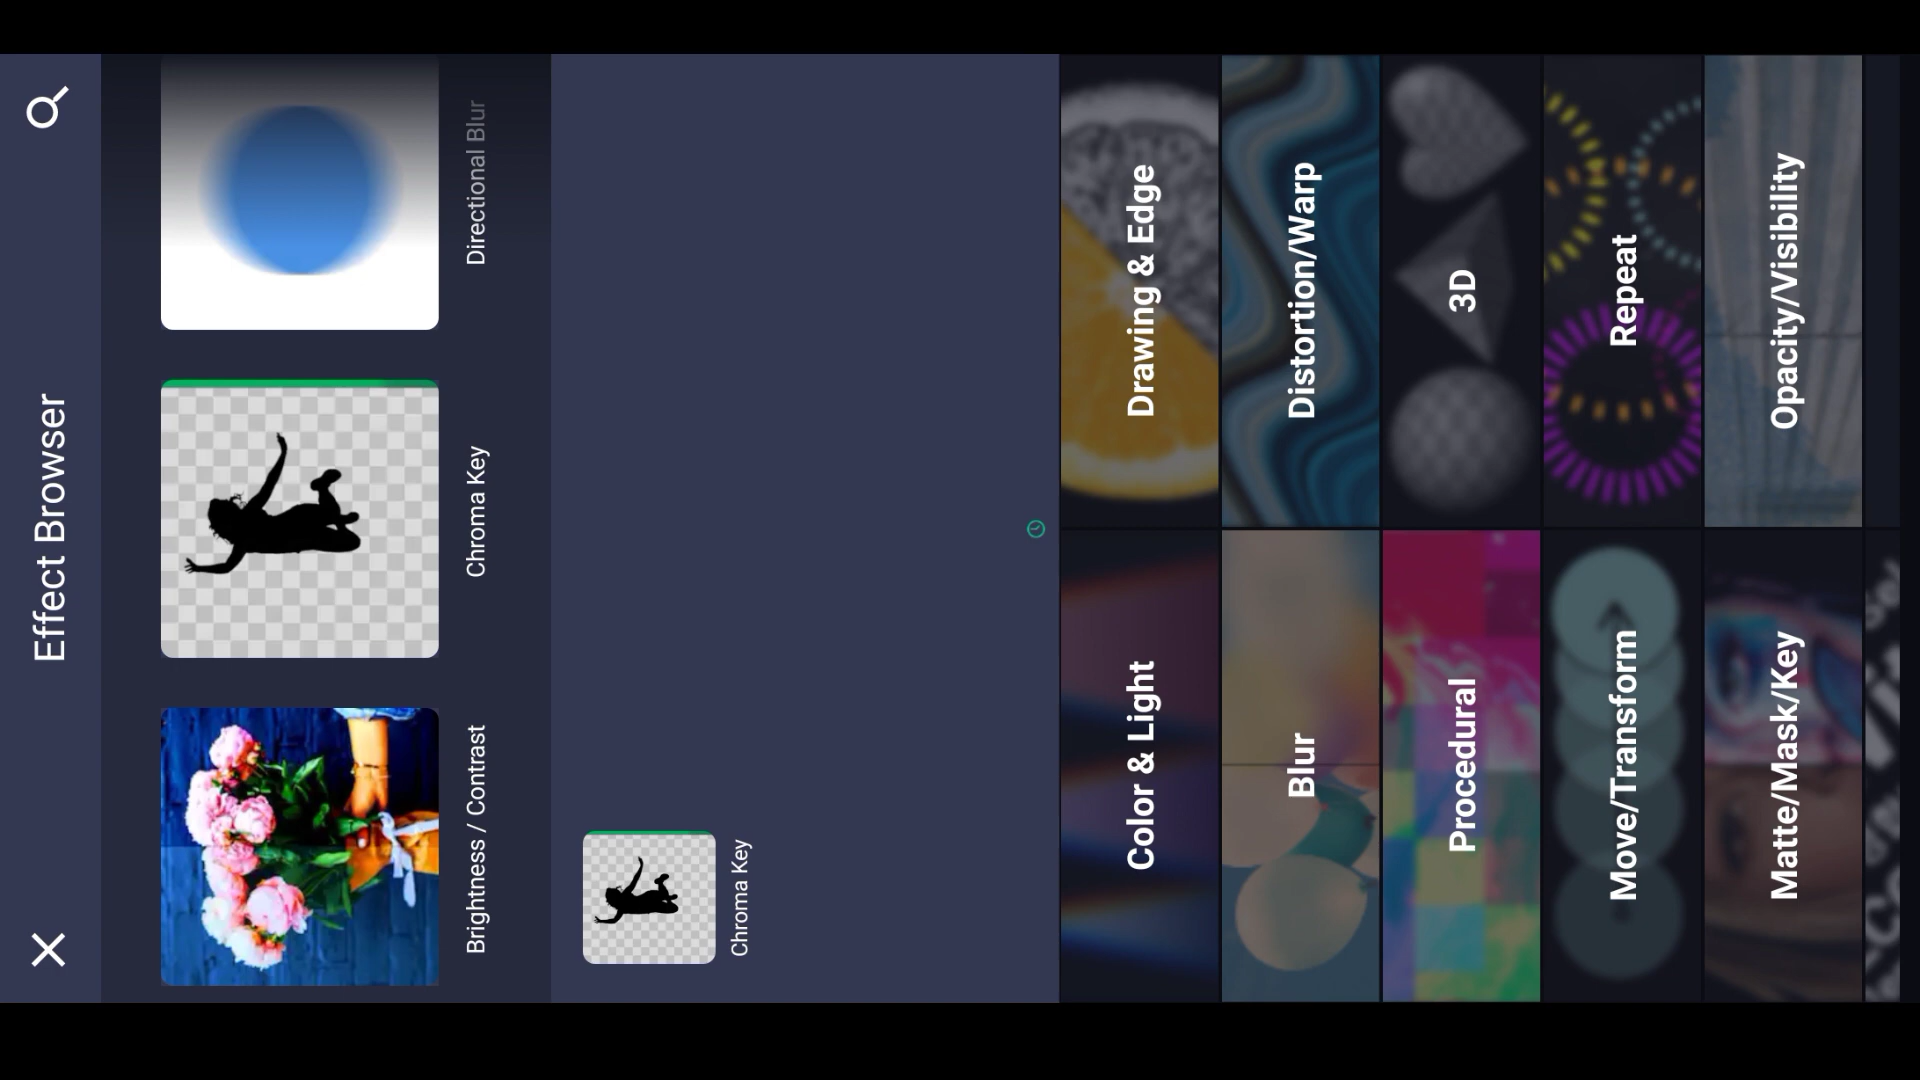 Effect Browser
Brightness / Contrast
Chroma Key
Directional Blur
Chroma Key
Color & Light
Drawing & Edge
Blur
Distortion/Warp
Procedural
3D
Move/Transform
Repeat
Matte/Mask/Key
Opacity/Visibility